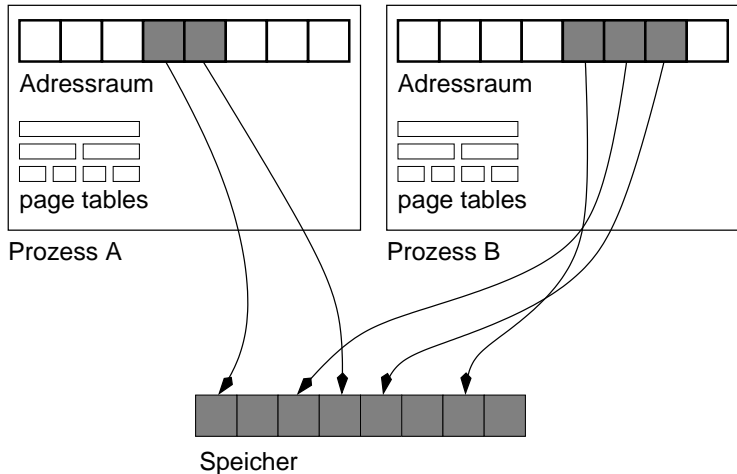 Adressraum
page tables
Prozess A
Adressraum
page tables
Prozess B
Speicher